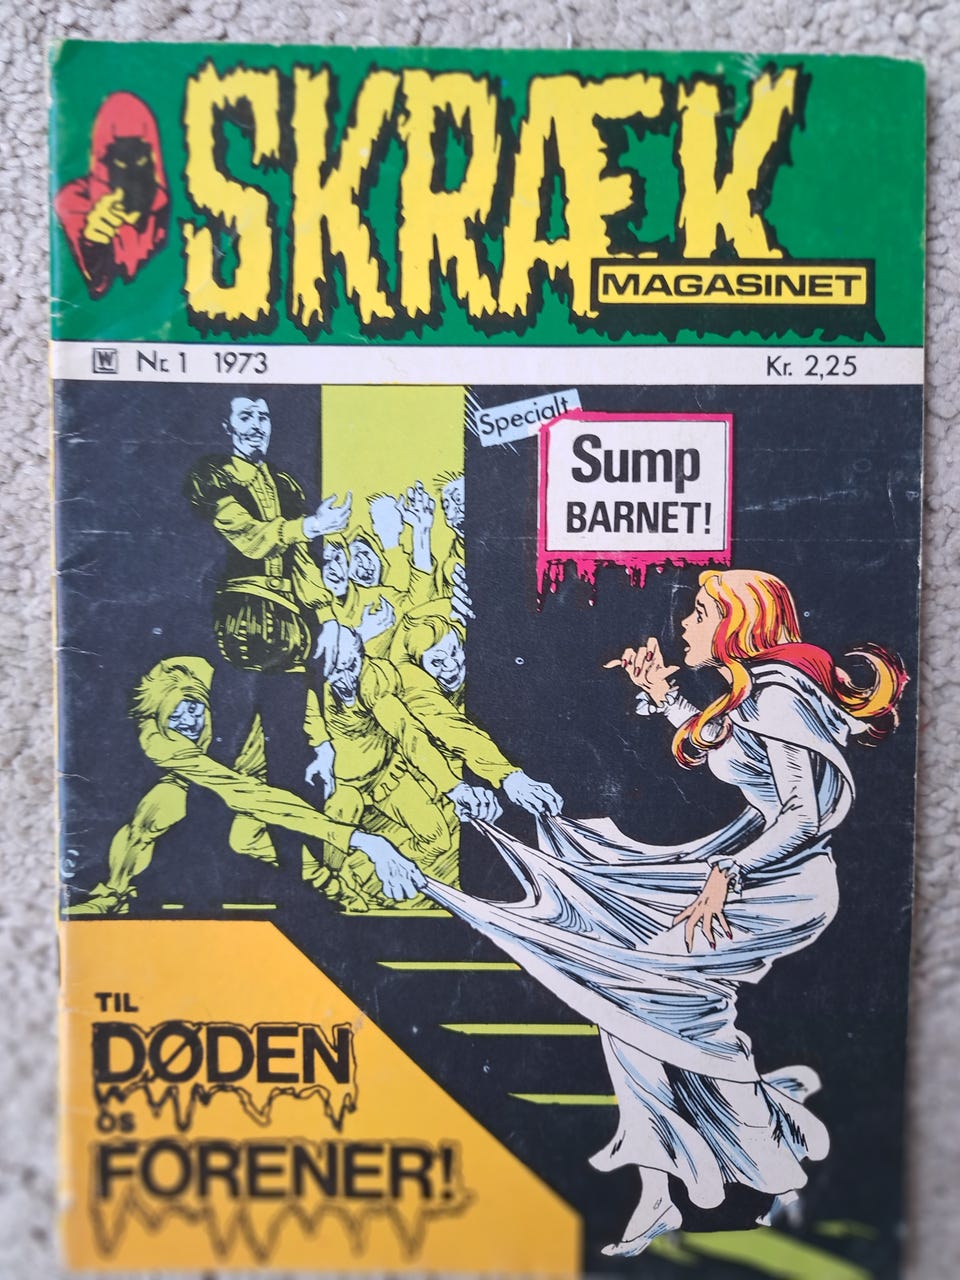 SKRÆK
MAGASINET
W Nr. 1 1973 Kr. 2,25
Specialt
Sump
BARNET!
TIL
DØDEN
OS
FORENER!